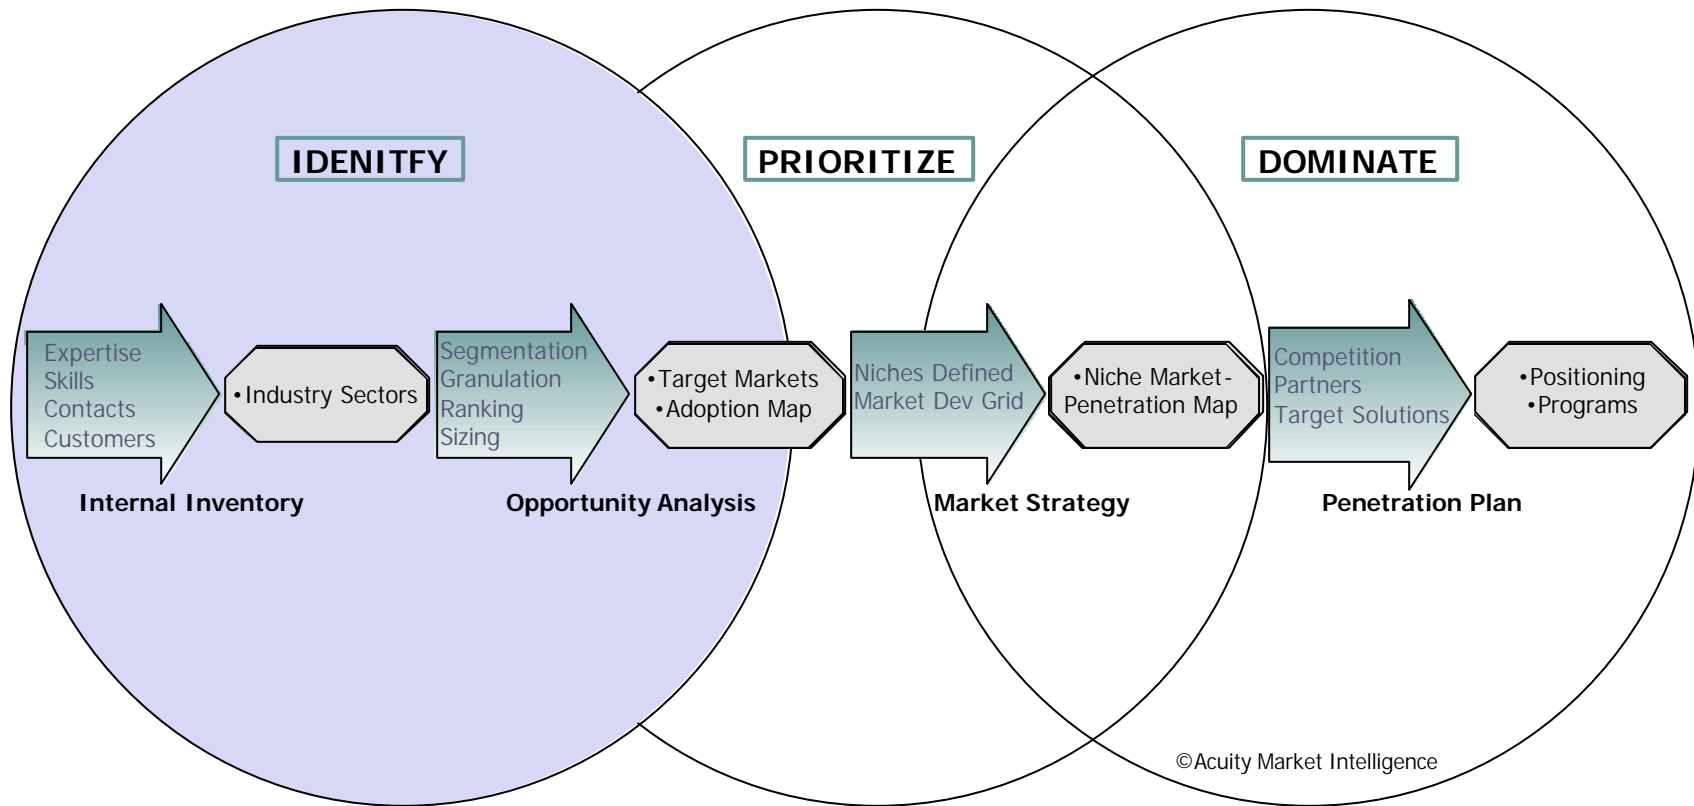 IDENITFY
PRIORITIZE
DOMINATE
Expertise
Skills
Contacts
Customers
•Industry Sectors
Segmentation
Granulation
Ranking
Sizing
•Target Markets
•Adoption Map
Niches Defined
Market Dev Grid
•Niche Market-
Penetration Map
Competition
Partners
Target Solutions
•Positioning
•Programs
Internal Inventory
Opportunity Analysis
Market Strategy
Penetration Plan
©Acuity Market Intelligence